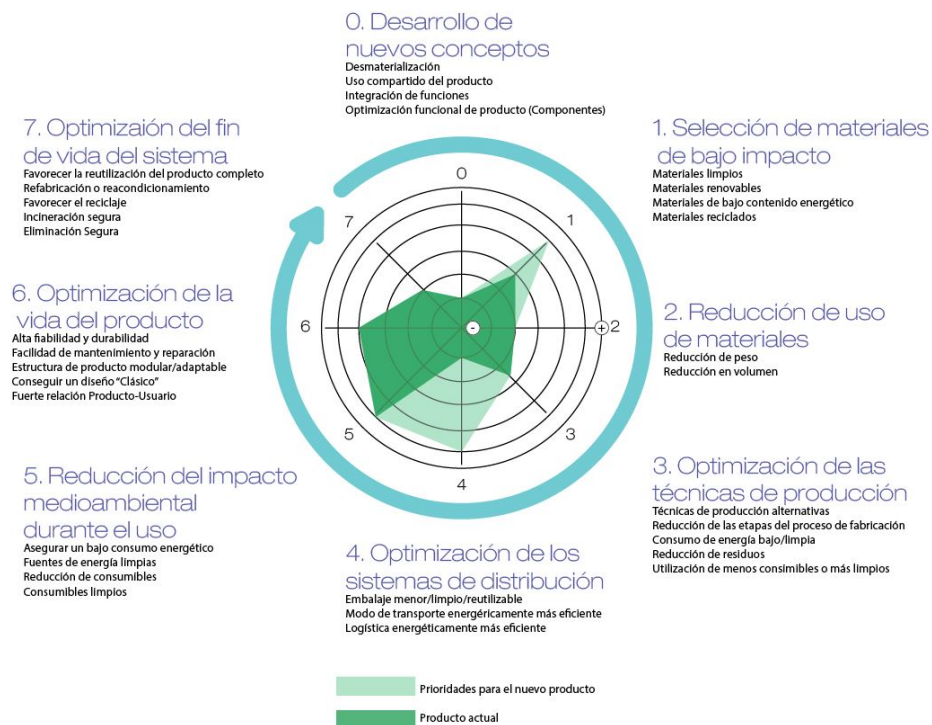 0. Desarrollo de
nuevos conceptos
Desmaterialización
Uso compartido del producto
Integración de funciones
Optimización funcional de producto (Componentes)
1. Selección de materiales
de bajo impacto
Materiales limpios
Materiales renovables
Materiales de bajo contenido energético
Materiales reciclados
2. Reducción de uso
de materiales
Reducción de peso
Reducción en volumen
3. Optimización de las
técnicas de producción
Técnicas de producción alternativas
Reducción de las etapas del proceso de fabricación
Consumo de energía bajo/limpia
Reducción de residuos
Utilización de menos consimibles o más limpios
4. Optimización de los
sistemas de distribución
Embalaje menor/limpio/reutilizable
Modo de transporte energéricamente más eficiente
Logística energéticamente más eficiente
5. Reducción del impacto
medioambiental
durante el uso
Asegurar un bajo consumo energético
Fuentes de energía limpias
Reducción de consumibles
Consumibles limpios
6. Optimización de la
vida del producto
Alta fiabilidad y durabilidad
Facilidad de mantenimiento y reparación
Estructura de producto modular/adaptable
Conseguir un diseño "Clásico"
Fuerte relación Producto-Usuario
7. Optimizaión del fin
de vida del sistema
Favorecer la reutilización del producto completo
Refabricación o reacondicionamiento
Favorecer el reciclaje
Incineración segura
Eliminación Segura
0
1
2
3
4
5
6
7
-
+
Prioridades para el nuevo producto
Producto actual